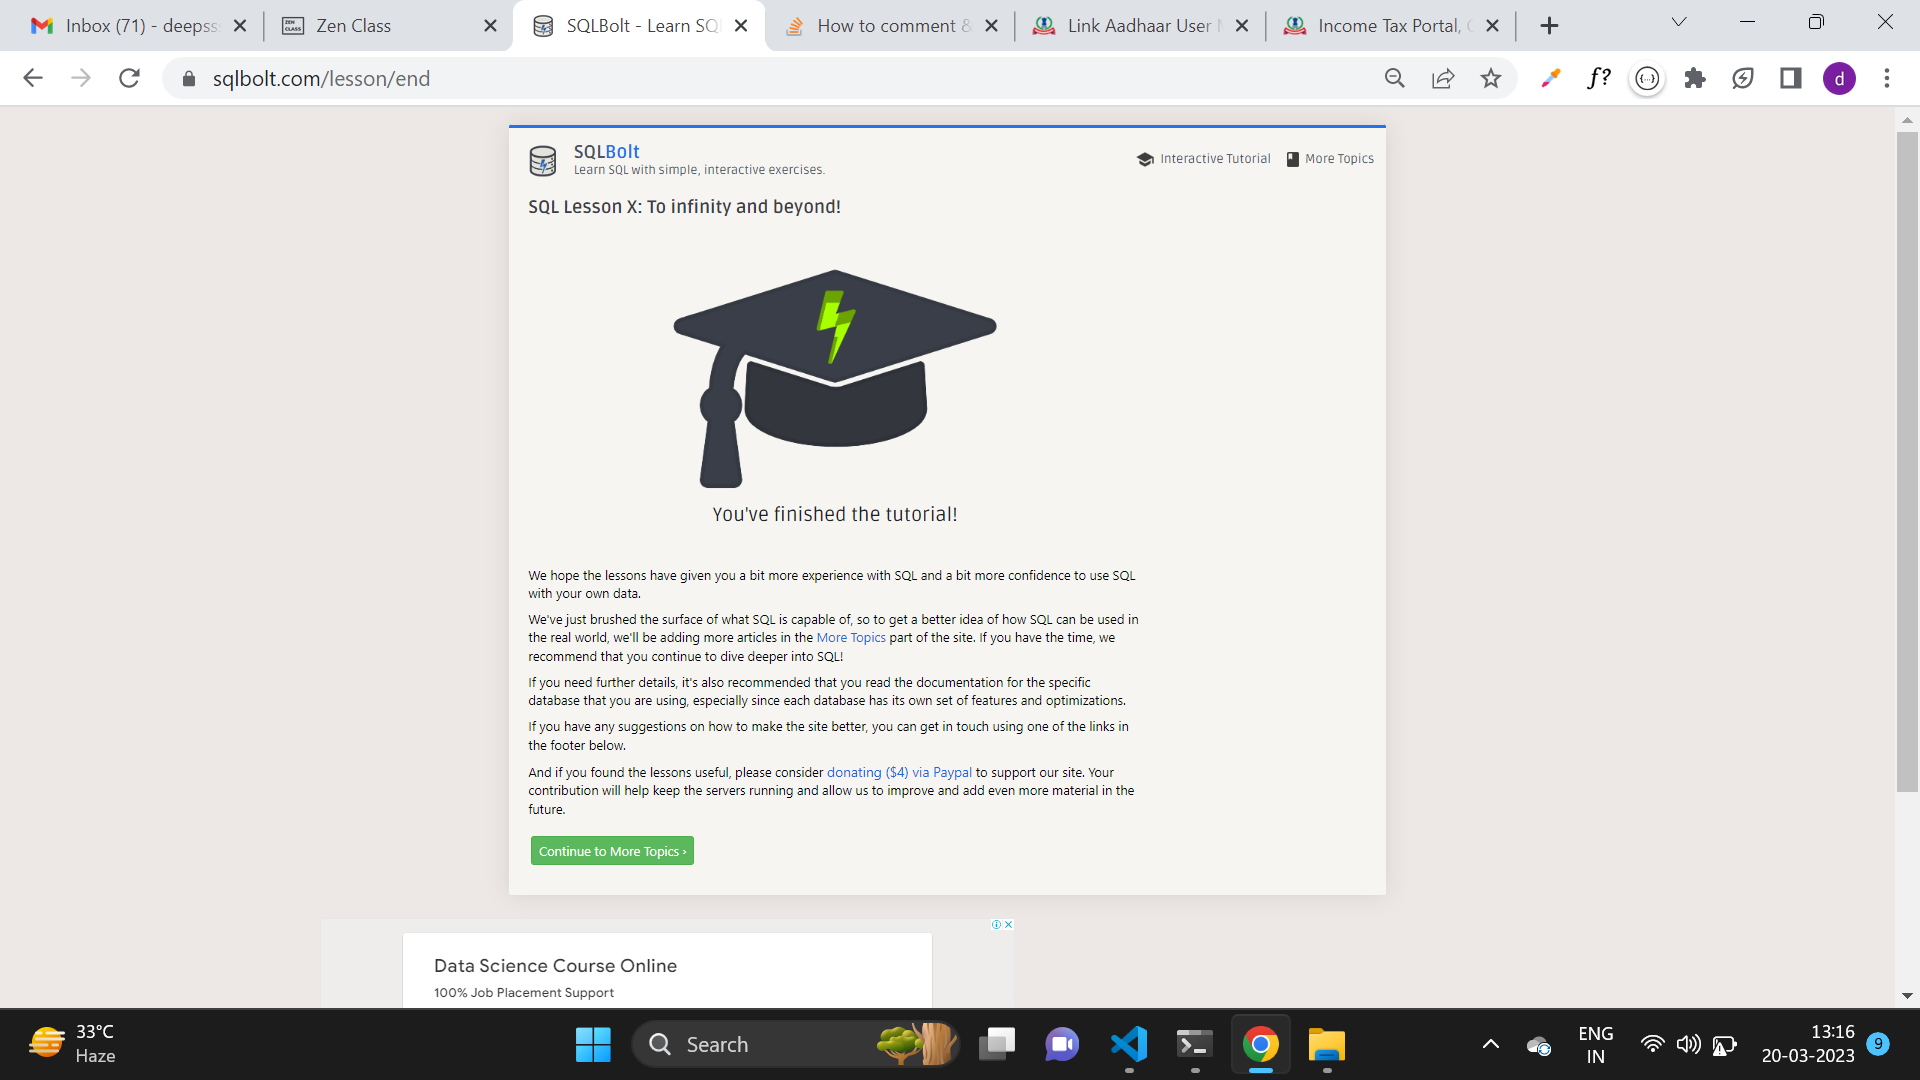 Inbox (71) - deepss
Zen Class
SQLBolt - Learn SQL
How to comment &
Link Aadhaar User
Income Tax Portal,
sqlbolt.com/lesson/end
f?
d
SQLBolt
Learn SQL with simple, interactive exercises.
Interactive Tutorial
More Topics
SQL Lesson X: To infinity and beyond!
You've finished the tutorial!
We hope the lessons have given you a bit more experience with SQL and a bit more confidence to use SQL
with your own data.
We've just brushed the surface of what SQL is capable of, so to get a better idea of how SQL can be used in
the real world, we'll be adding more articles in the More Topics part of the site. If you have the time, we
recommend that you continue to dive deeper into SQL!
If you need further details, it's also recommended that you read the documentation for the specific
database that you are using, especially since each database has its own set of features and optimizations.
If you have any suggestions on how to make the site better, you can get in touch using one of the links in
the footer below.
And if you found the lessons useful, please consider donating ($4) via Paypal to support our site. Your
contribution will help keep the servers running and allow us to improve and add even more material in the
future.
Continue to More Topics ›
Data Science Course Online
100% Job Placement Support
33°C
Haze
Search
ENG
IN
13:16
20-03-2023
9